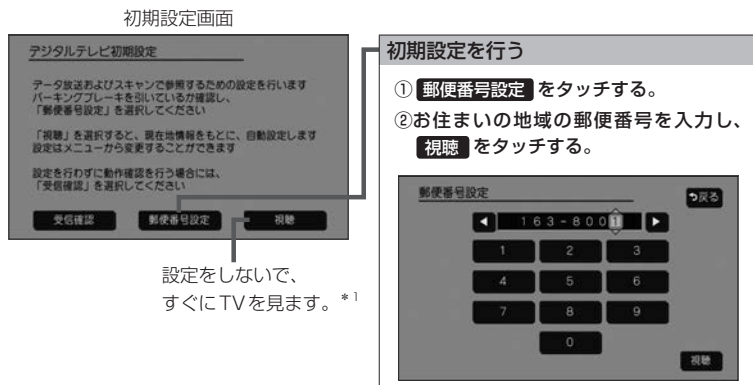 初期設定画面
デジタルテレビ初期設定
データ放送およびスキャンで参照するための設定を行います
パーキングブレーキを引いているか確認し、
「郵便番号設定」を選択してください
「視聴」を選択すると、現在地情報をもとに、自動設定します
設定はメニューから変更することができます
設定を行わずに動作確認を行う場合には、
「受信確認」を選択してください
受信確認 郵便番号設定 視聴
設定をしないで、
すぐにTVを見ます。*1
初期設定を行う
① 郵便番号設定 をタッチする。
②お住まいの地域の郵便番号を入力し、
視聴 をタッチする。
郵便番号設定 戻る
163-8001
1 2 3
4 5 6
7 8 9
0
視聴